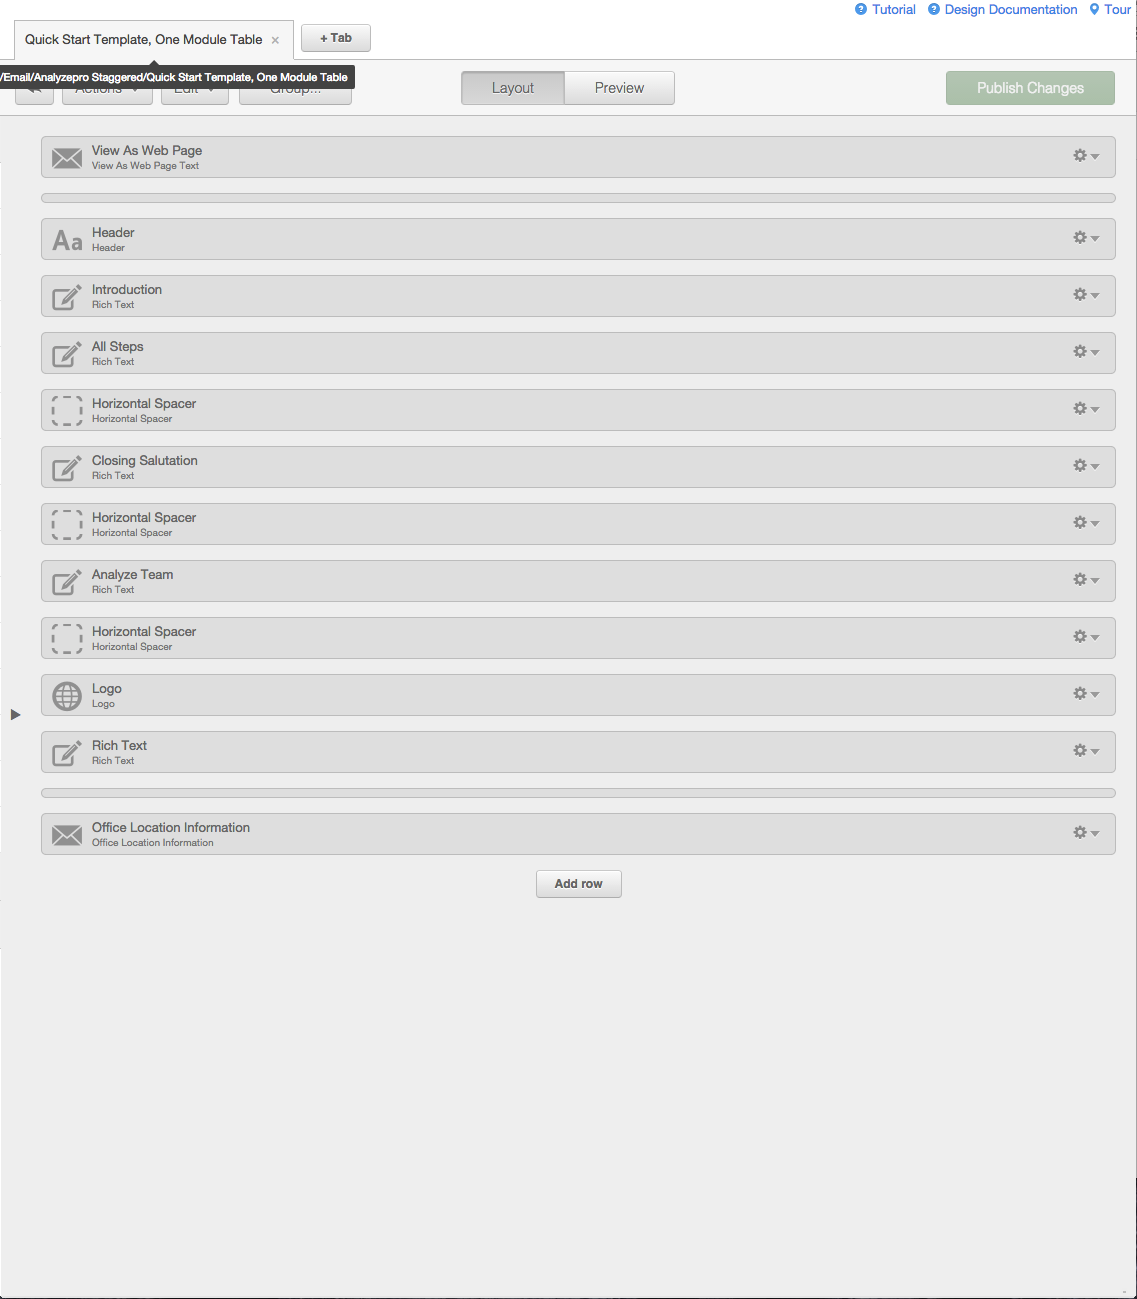 Tutorial Design Documentation Tour
Quick Start Template, One Module Table × + Tab
/Email/Analyzepro Staggered/Quick Start Template, One Module Table
Actions Edit Group... Layout Preview Publish Changes
View As Web Page
View As Web Page Text
Aa
Header
Header
Introduction
Rich Text
All Steps
Rich Text
Horizontal Spacer
Horizontal Spacer
Closing Salutation
Rich Text
Horizontal Spacer
Horizontal Spacer
Analyze Team
Rich Text
Horizontal Spacer
Horizontal Spacer
Logo
Logo
Rich Text
Rich Text
Office Location Information
Office Location Information
Add row